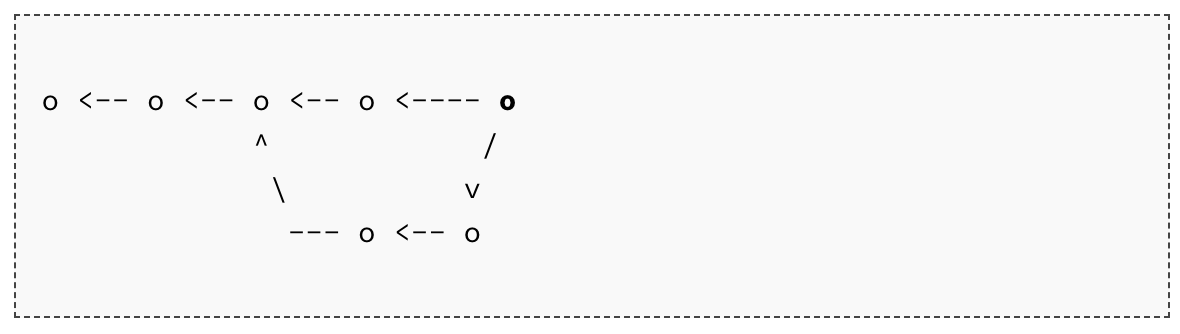 o <-- o <-- o <-- o <---- o
            ^            /
             \          v
              --- o <-- o